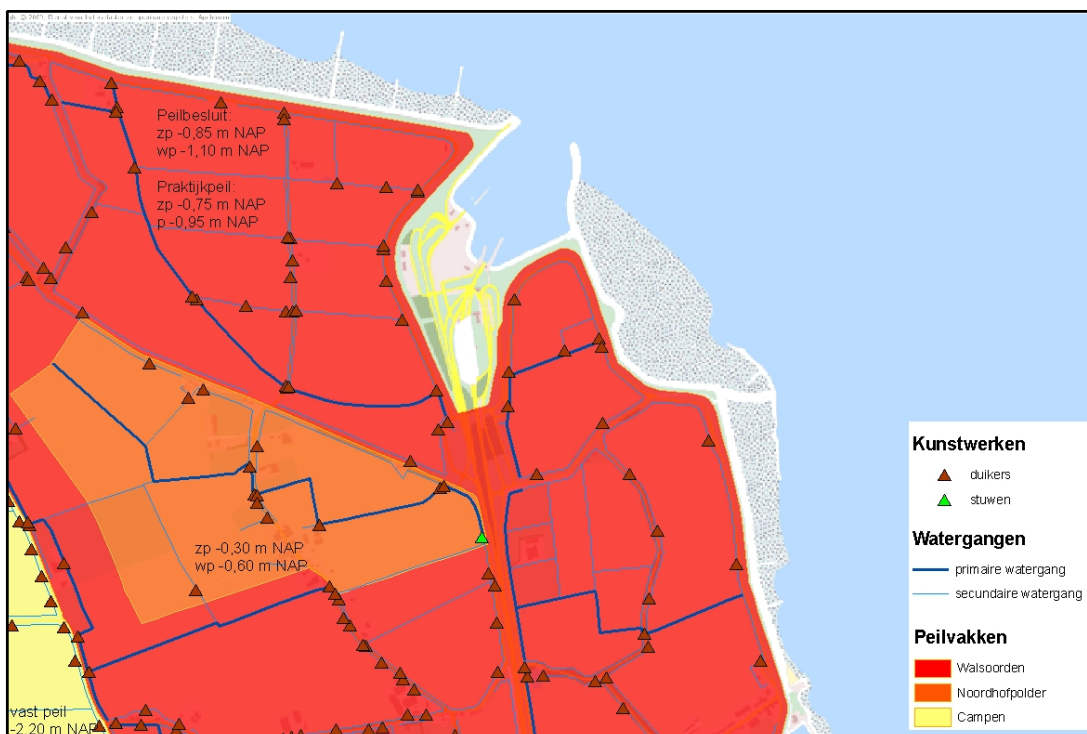 Peilbesluit:
zp -0,85 m NAP
wp -1,10 m NAP
Praktijkpeil:
zp -0,75 m NAP
p -0,95 m NAP
zp -0,30 m NAP
wp -0,60 m NAP
vast peil
-2,20 m NAP
Kunstwerken
duikers
stuwen
Watergangen
primaire watergang
secundaire watergang
Peilvakken
Walsoorden
Noordhofpolder
Campen